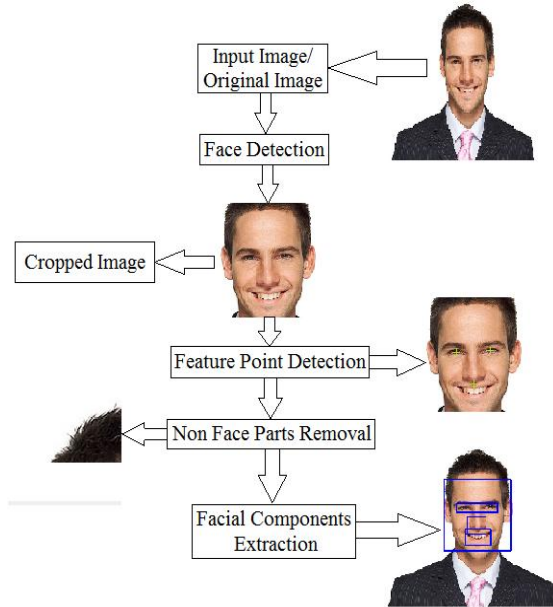 Input Image/
Original Image
Face Detection
Cropped Image
Feature Point Detection
Non Face Parts Removal
Facial Components
Extraction